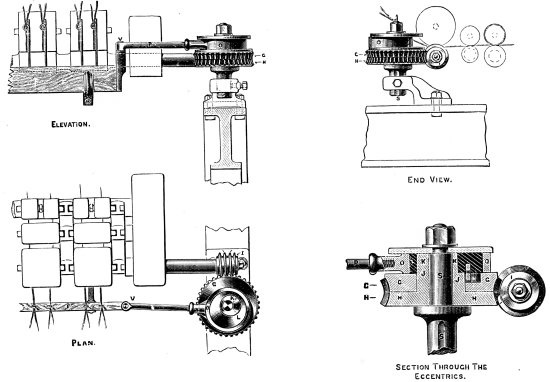 V
G
H
ELEVATION.
G
H
S
END VIEW.
I
G
V
L
PLAN.
O K K O
J J
G S G
G
H H H
S
SECTION THROUGH THE
ECCENTRICS.